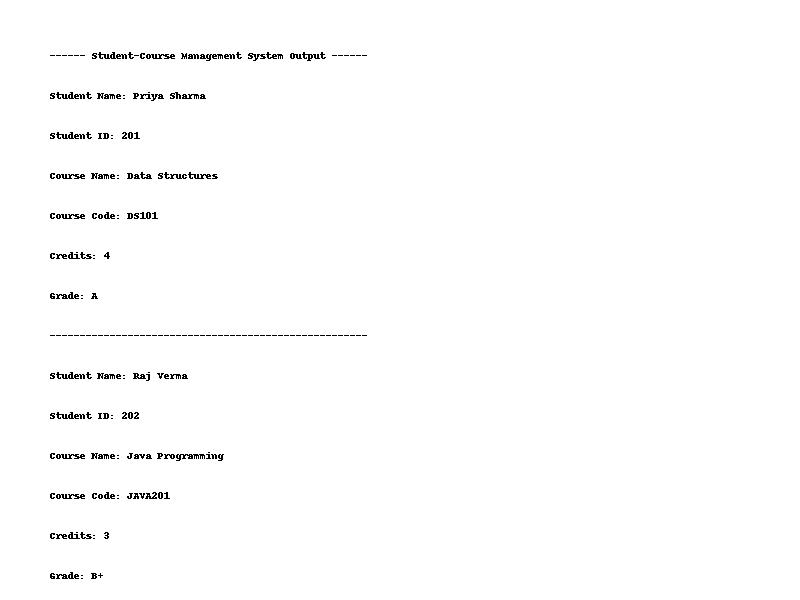 ------ Student-Course Management System Output ------
Student Name: Priya Sharma
Student ID: 201
Course Name: Data Structures
Course Code: DS101
Credits: 4
Grade: A
-----------------------------------------------------
Student Name: Raj Verma
Student ID: 202
Course Name: Java Programming
Course Code: JAVA201
Credits: 3
Grade: B+